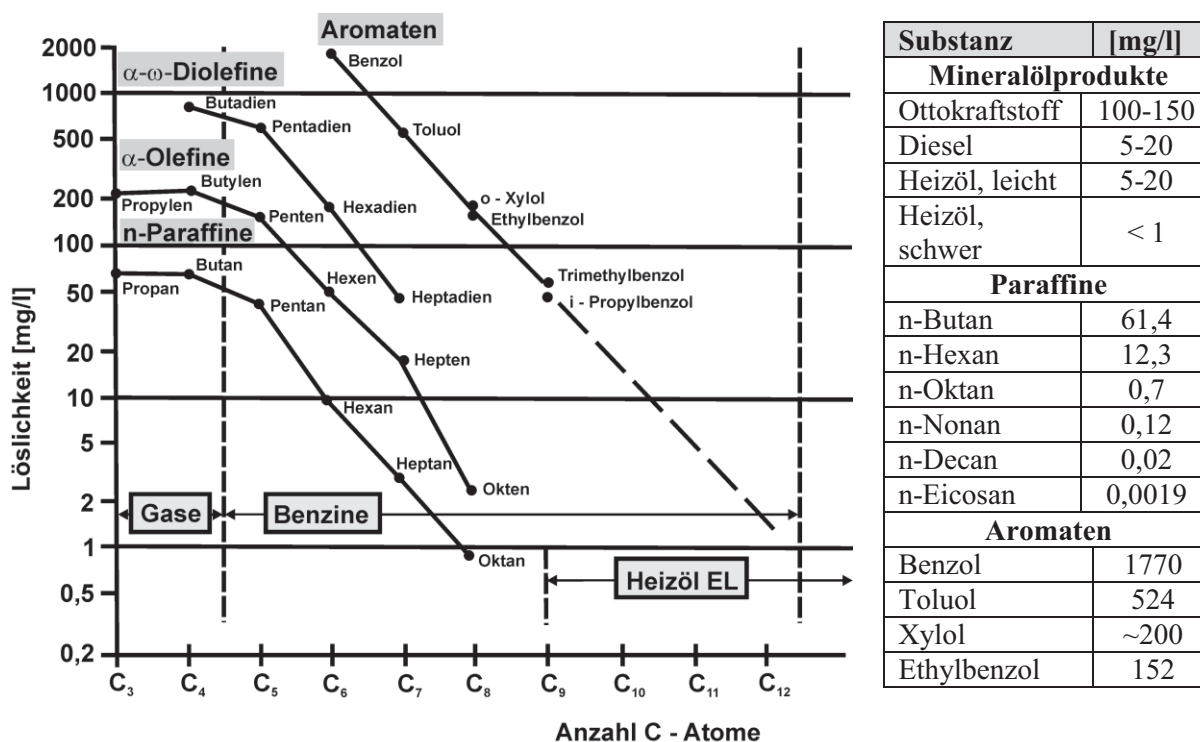 Aromaten
2000
Benzol
α-ω-Diolefine
1000
Butadien
Pentadien
Toluol
500
α-Olefine
Butylen
o - Xylol
200
Propylen
Penten
Hexadien
Ethylbenzol
n-Paraffine
100
Butan
Hexen
Trimethylbenzol
Propan
Pentan
Heptadien
i - Propylbenzol
50
20
Hepten
10
Hexan
5
Heptan
Okten
2
Gase
Benzine
1
Oktan
Heizöl EL
0,5
0,2
Löslichkeit [mg/l]
C₃ C₄ C₅ C₆ C₇ C₈ C₉ C₁₀ C₁₁ C₁₂
Anzahl C - Atome
Substanz [mg/l]
Mineralölprodukte
Ottokraftstoff 100-150
Diesel 5-20
Heizöl, leicht 5-20
Heizöl,
schwer < 1
Paraffine
n-Butan 61,4
n-Hexan 12,3
n-Oktan 0,7
n-Nonan 0,12
n-Decan 0,02
n-Eicosan 0,0019
Aromaten
Benzol 1770
Toluol 524
Xylol ~200
Ethylbenzol 152